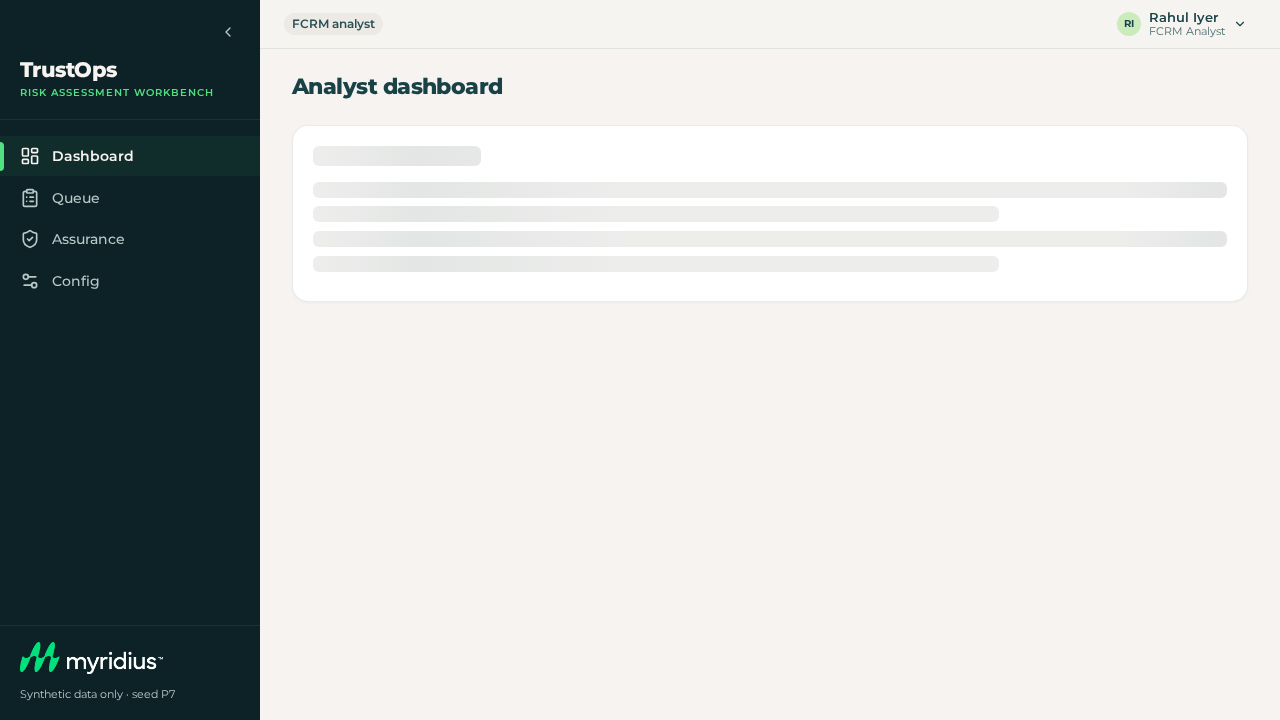 TrustOps
RISK ASSESSMENT WORKBENCH
Dashboard
Queue
Assurance
Config
myridius™
Synthetic data only · seed P7
FCRM analyst
RI
Rahul Iyer
FCRM Analyst
Analyst dashboard